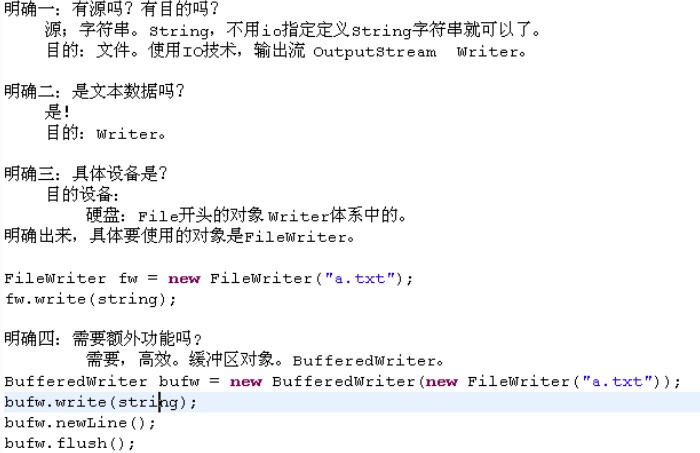 明确一：有源吗？有目的吗？
源；字符串。String，不用io指定定义String字符串就可以了。
目的：文件。使用IO技术，输出流 OutputStream Writer。
明确二：是文本数据吗？
是！
目的：Writer。
明确三：具体设备是？
目的设备：
硬盘：File开头的对象 Writer体系中的。
明确出来，具体要使用的对象是FileWriter。
FileWriter fw = new FileWriter("a.txt");
fw.write(string);
明确四：需要额外功能吗？
需要，高效。缓冲区对象。BufferedWriter。
BufferedWriter bufw = new BufferedWriter(new FileWriter("a.txt"));
bufw.write(string);
bufw.newLine();
bufw.flush();